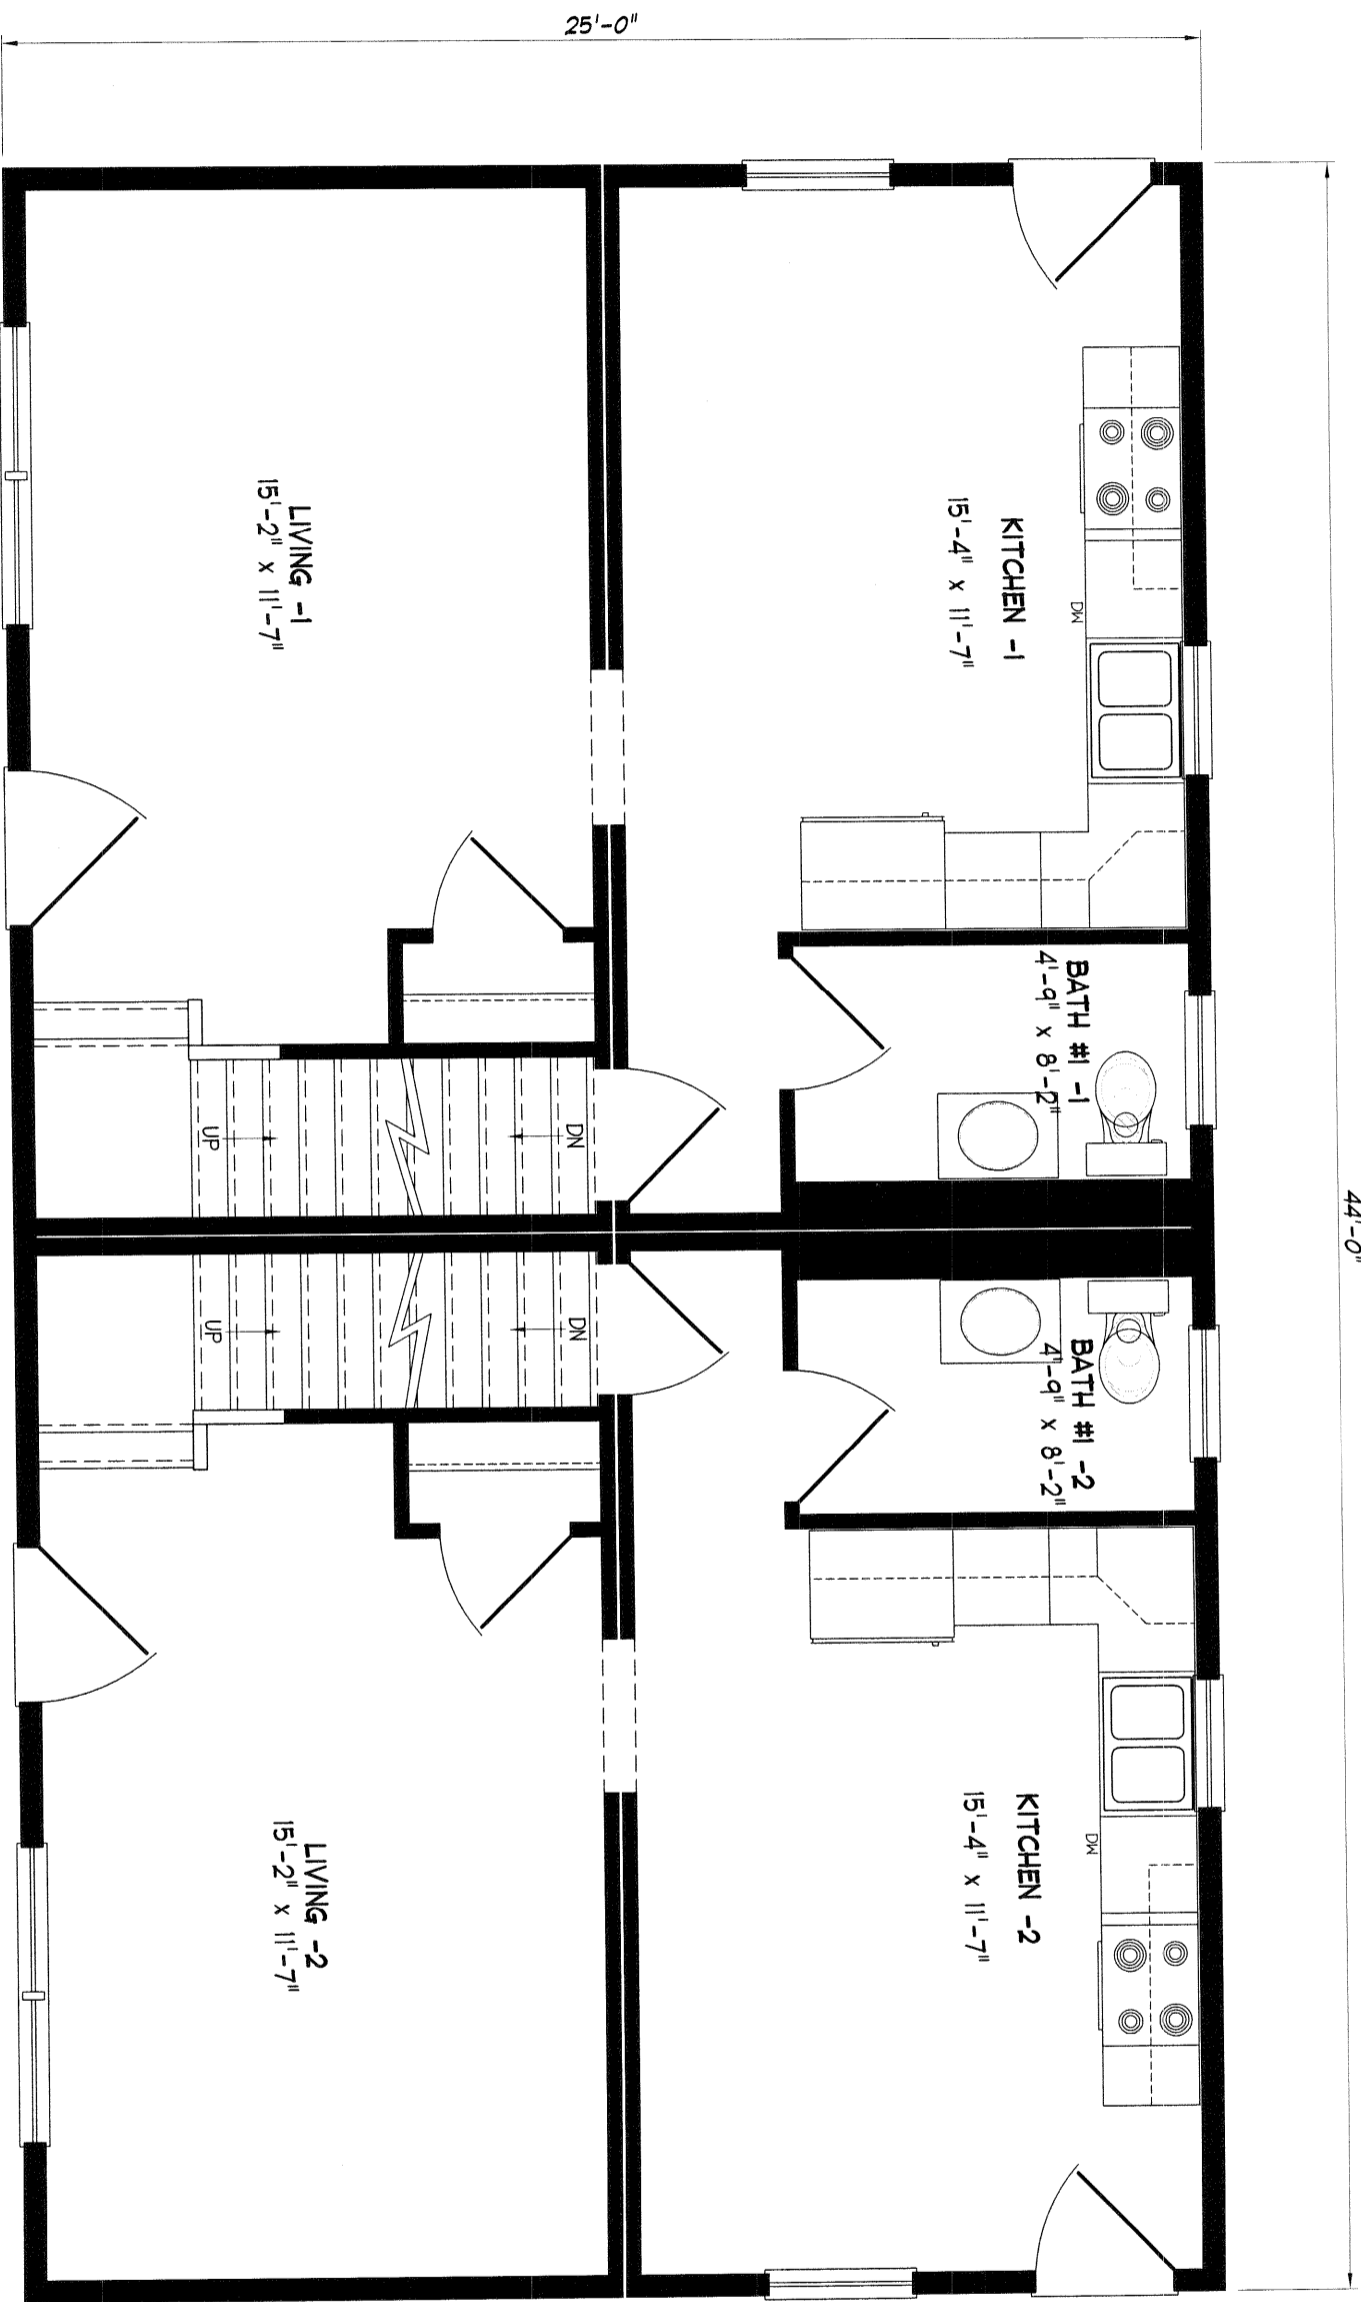 25'-0"
44'-0"
KITCHEN -1
15'-4" x 11'-7"
DW
BATH #1 -1
4'-9" x 8'-2"
BATH #1 -2
4'-9" x 8'-2"
KITCHEN -2
15'-4" x 11'-7"
DW
LIVING -1
15'-2" x 11'-7"
DN
UP
DN
UP
LIVING -2
15'-2" x 11'-7"